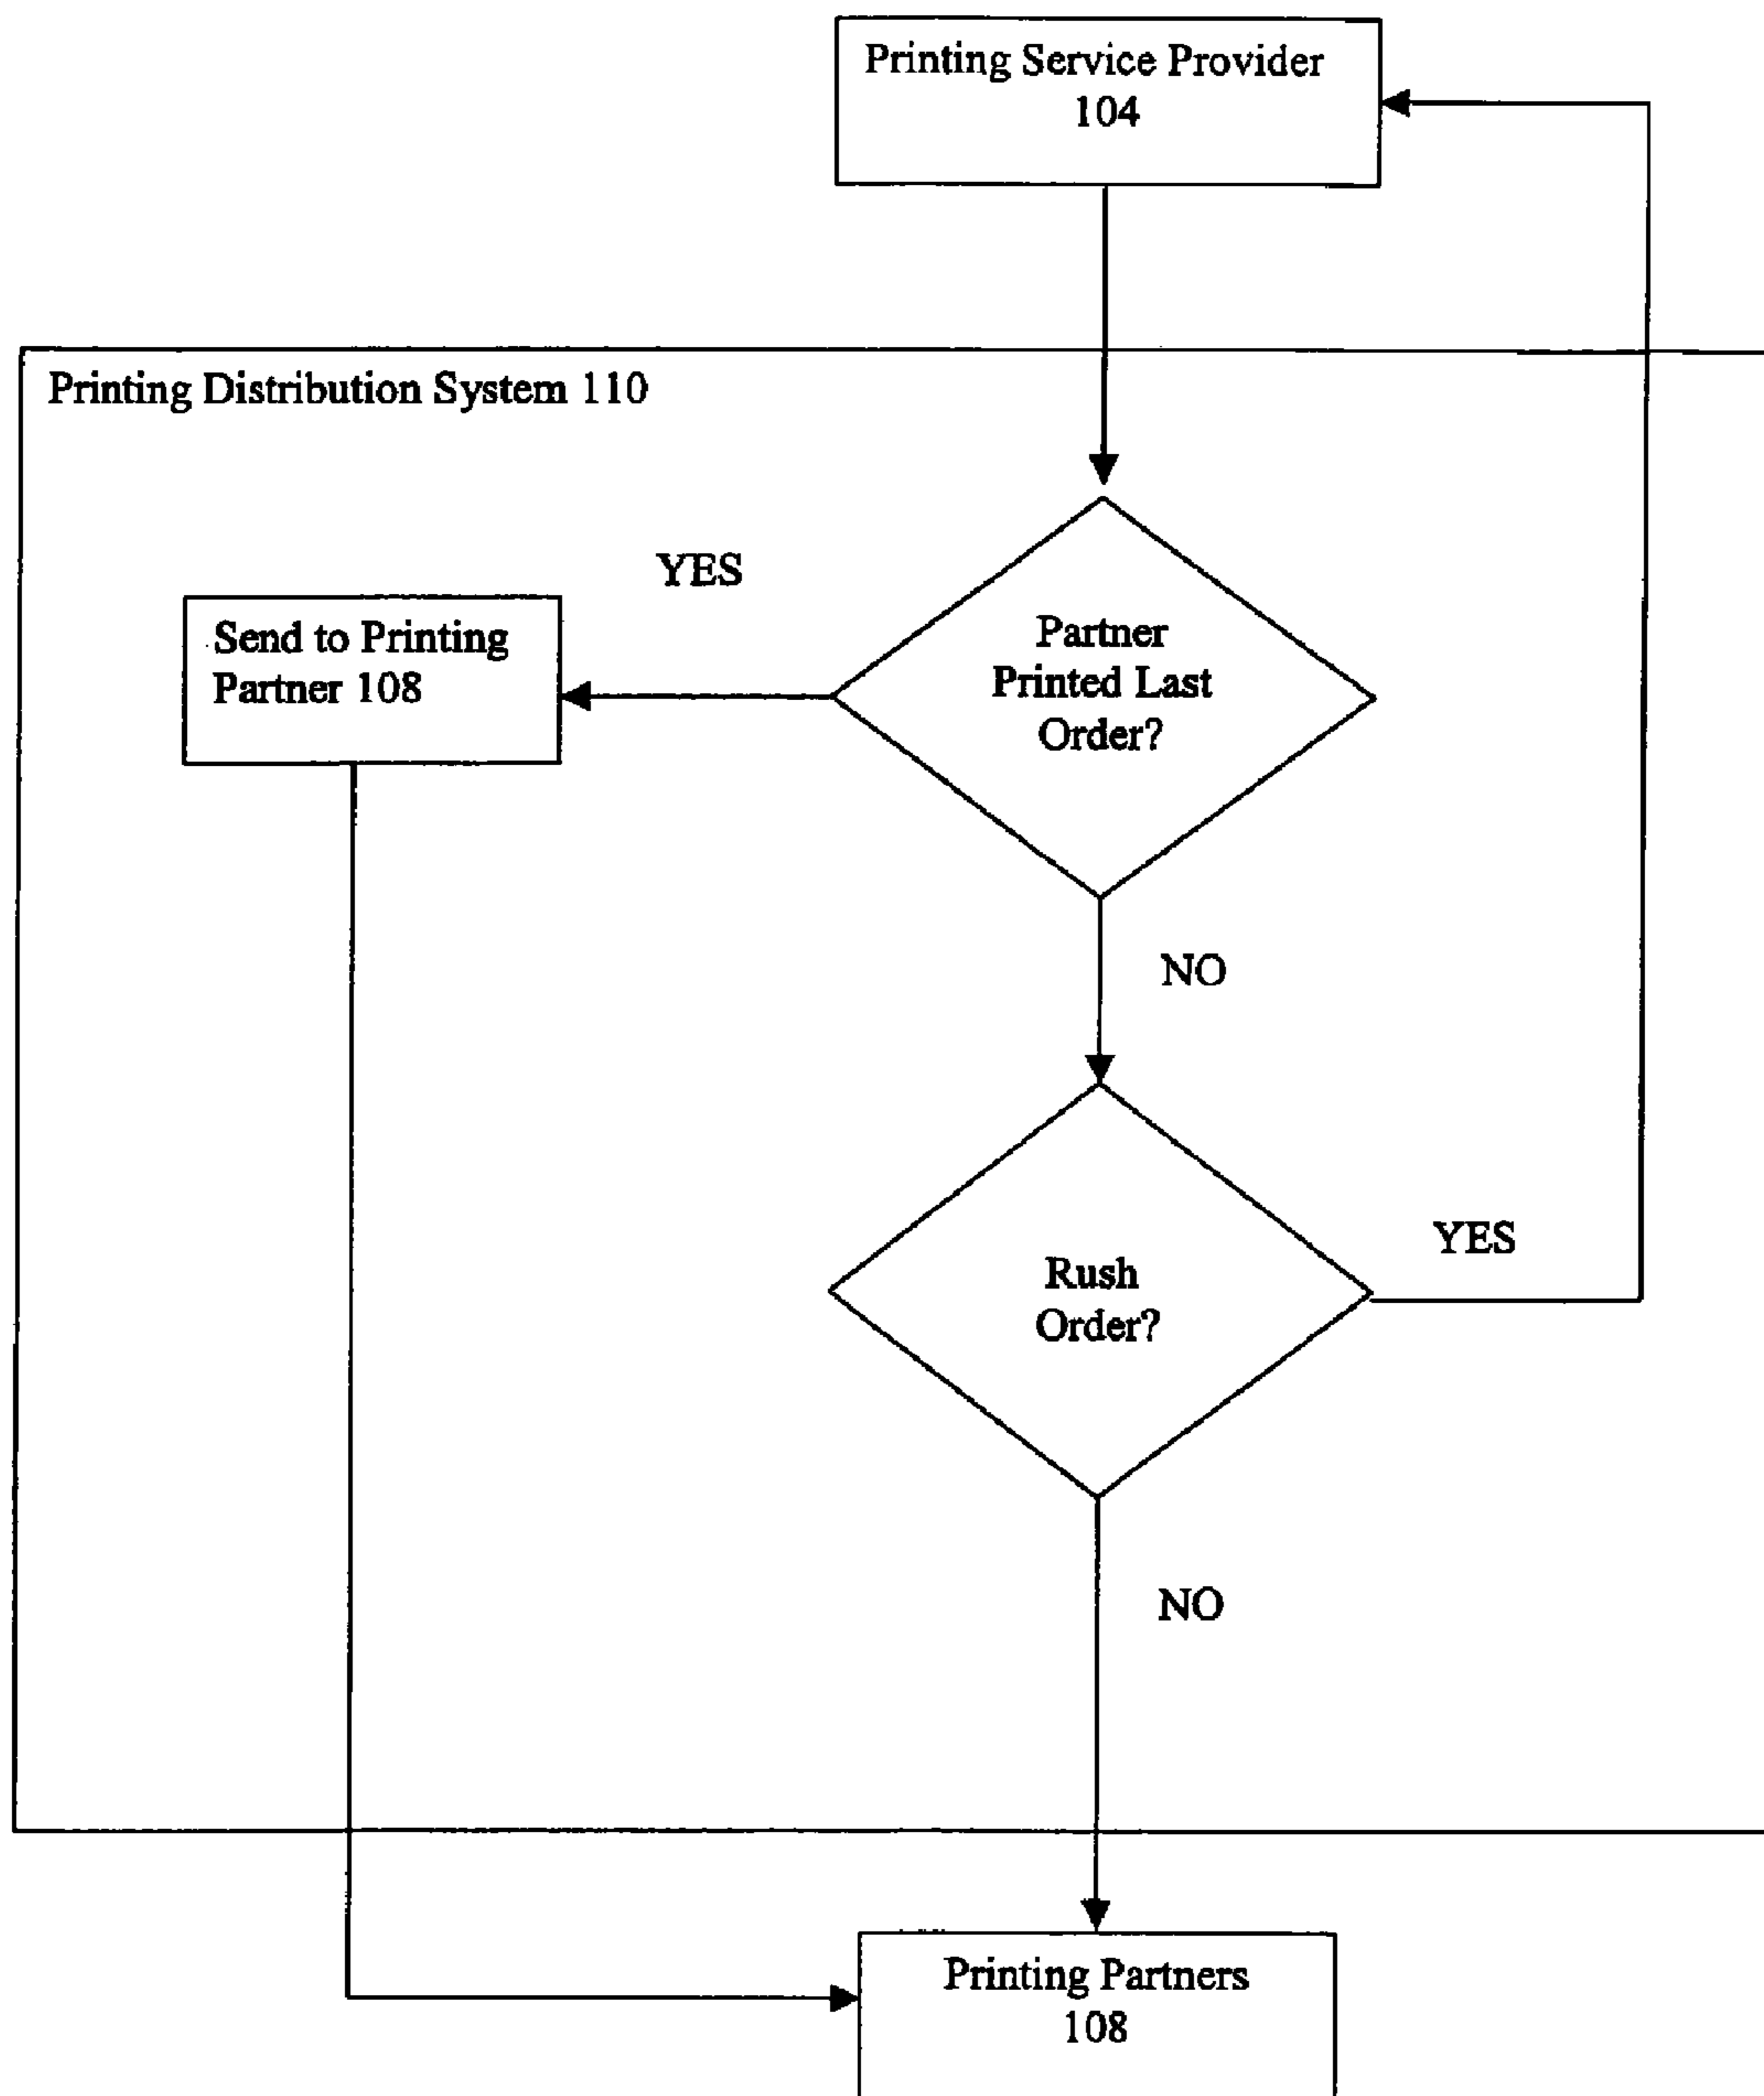 Printing Service Provider
104
Printing Distribution System 110
YES
Send to Printing
Partner 108
Partner
Printed Last
Order?
NO
YES
Rush
Order?
NO
Printing Partners
108